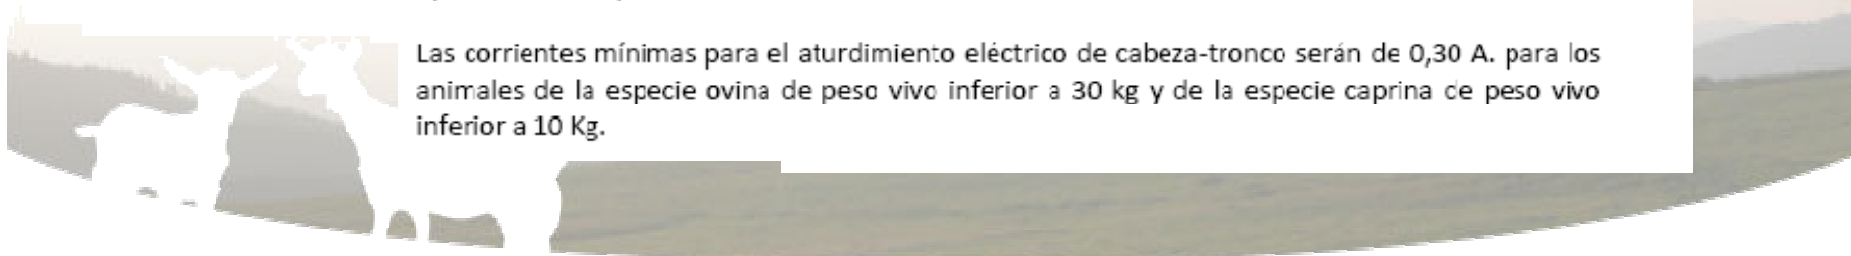 Las corrientes mínimas para el aturdimiento eléctrico de cabeza-tronco serán de 0,30 A. para los
animales de la especie ovina de peso vivo inferior a 30 kg y de la especie caprina de peso vivo
inferior a 10 Kg.